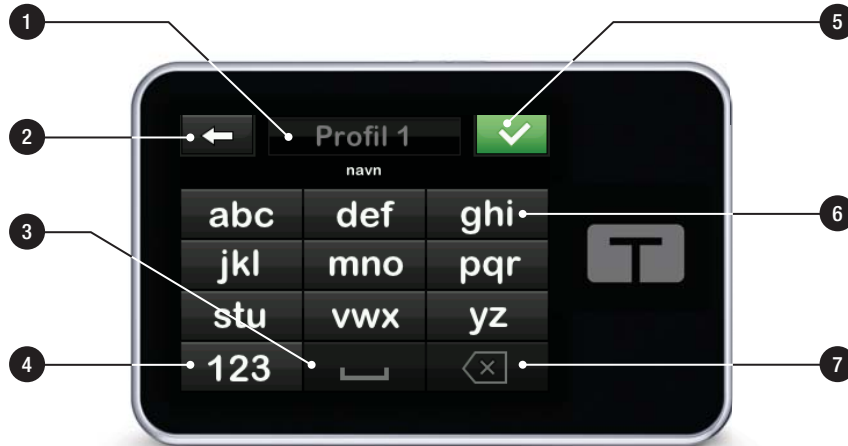 1
5
2
Profil 1
navn
abc def ghi
6
3
jkl mno pqr
stu vwx yz
4
123
7
T